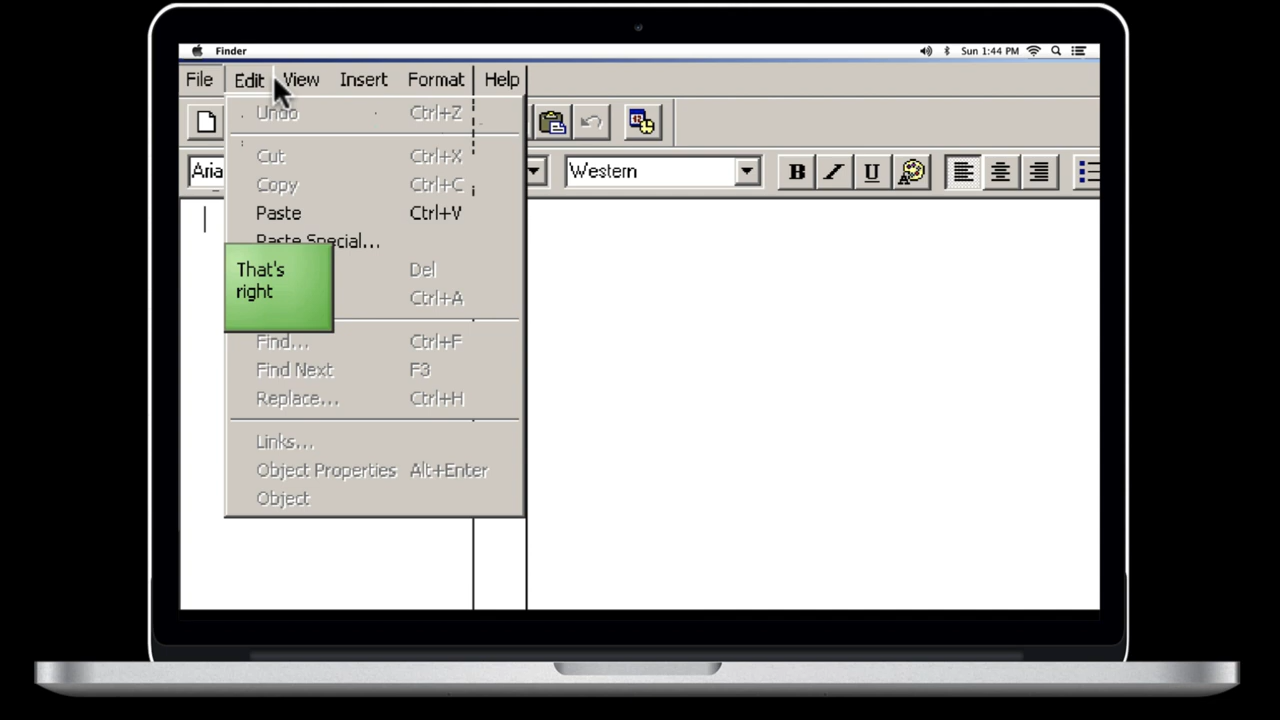 Finder
Sun 1:44 PM
File Edit View Insert Format Help
Undo Ctrl+Z
Cut Ctrl+X
Copy Ctrl+C
Paste Ctrl+V
Paste Special...
Del
Ctrl+A
That's
right
Find... Ctrl+F
Find Next F3
Replace... Ctrl+H
Links...
Object Properties Alt+Enter
Object
Aria
Western
B I U